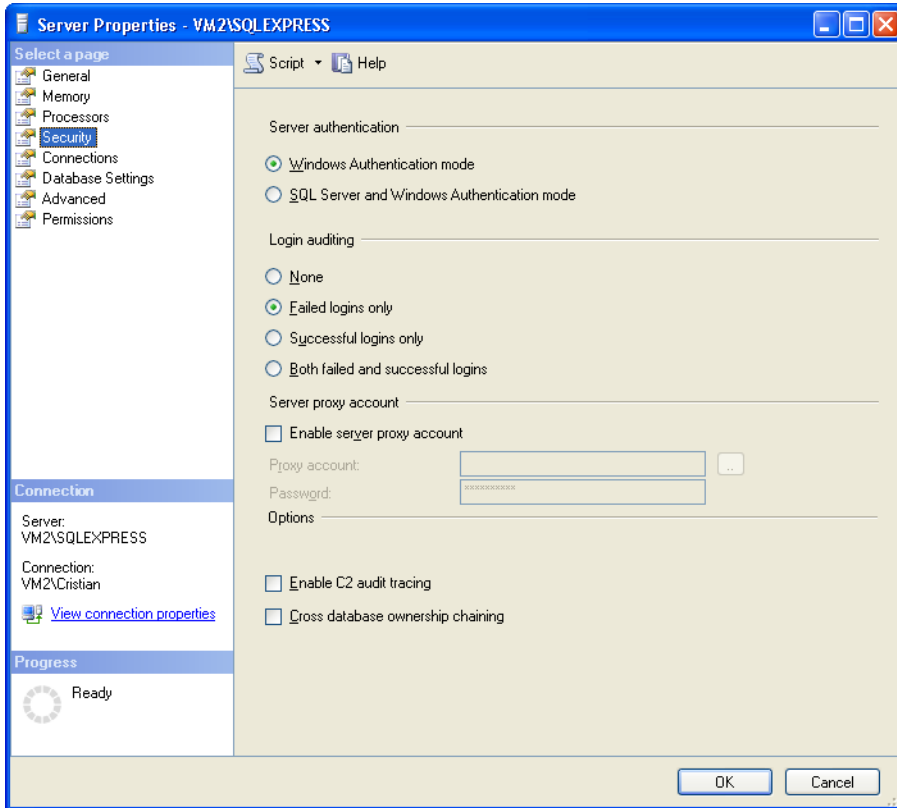 Server Properties - VM2\SQLEXPRESS
Select a page
General
Memory
Processors
Security
Connections
Database Settings
Advanced
Permissions
Script
Help
Server authentication
Windows Authentication mode
SQL Server and Windows Authentication mode
Login auditing
None
Failed logins only
Successful logins only
Both failed and successful logins
Server proxy account
Enable server proxy account
Proxy account:
..
Password:
**********
Options
Enable C2 audit tracing
Cross database ownership chaining
Connection
Server:
VM2\SQLEXPRESS
Connection:
VM2\Cristian
View connection properties
Progress
Ready
OK
Cancel